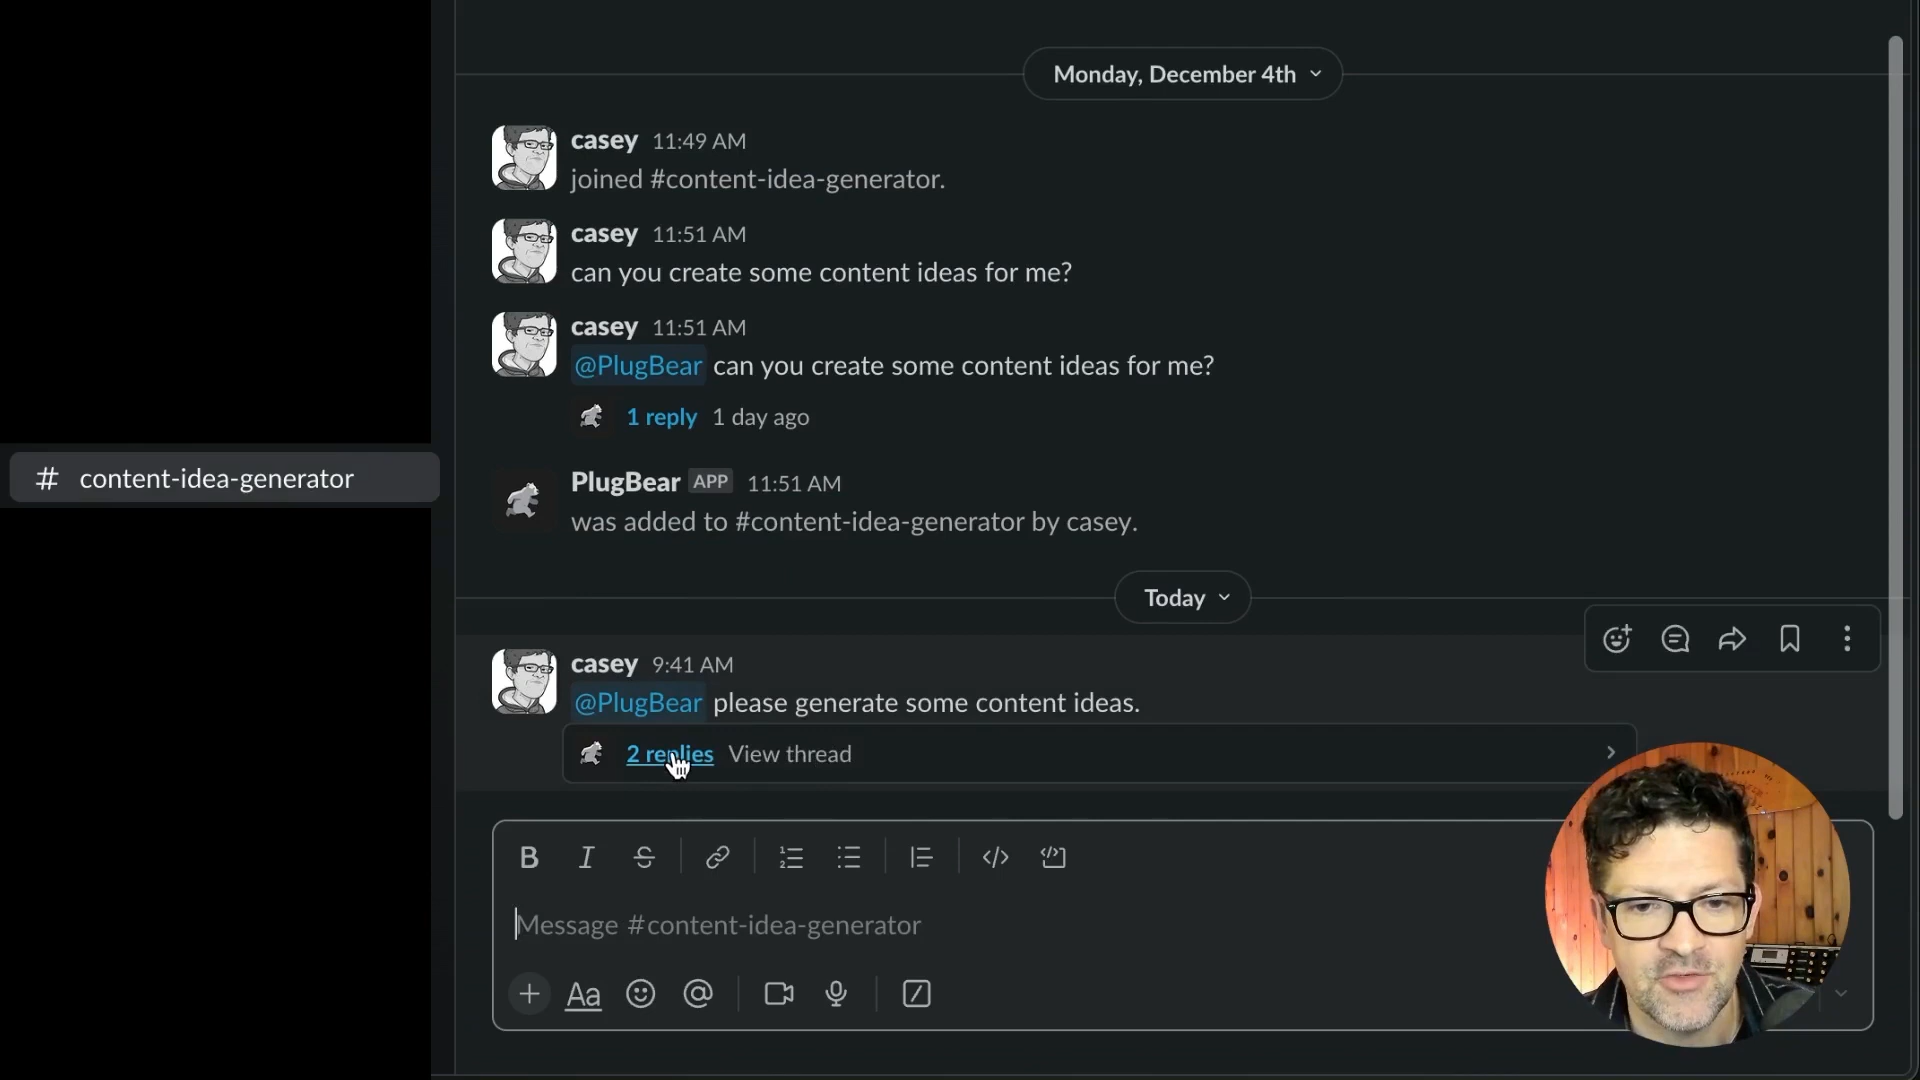 Monday, December 4th
casey 11:49 AM
joined #content-idea-generator.
casey 11:51 AM
can you create some content ideas for me?
casey 11:51 AM
@PlugBear can you create some content ideas for me?
1 reply 1 day ago
# content-idea-generator
PlugBear APP 11:51 AM
was added to #content-idea-generator by casey.
Today
casey 9:41 AM
@PlugBear please generate some content ideas.
2 replies View thread
Message #content-idea-generator
Aa